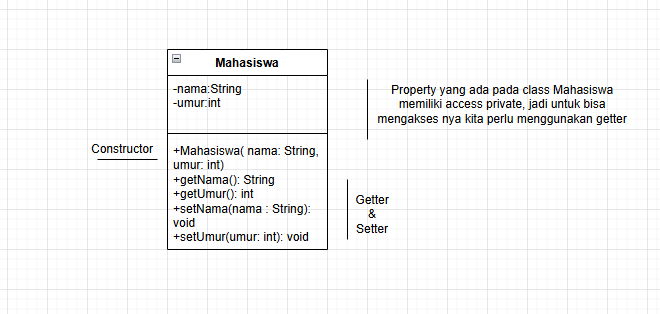 Mahasiswa
-nama:String
-umur:int
Property yang ada pada class Mahasiswa
memiliki access private, jadi untuk bisa
mengakses nya kita perlu menggunakan getter
Constructor
+Mahasiswa( nama: String,
umur: int)
+getNama(): String
+getUmur(): int
+setNama(nama : String):
void
+setUmur(umur: int): void
Getter
&
Setter